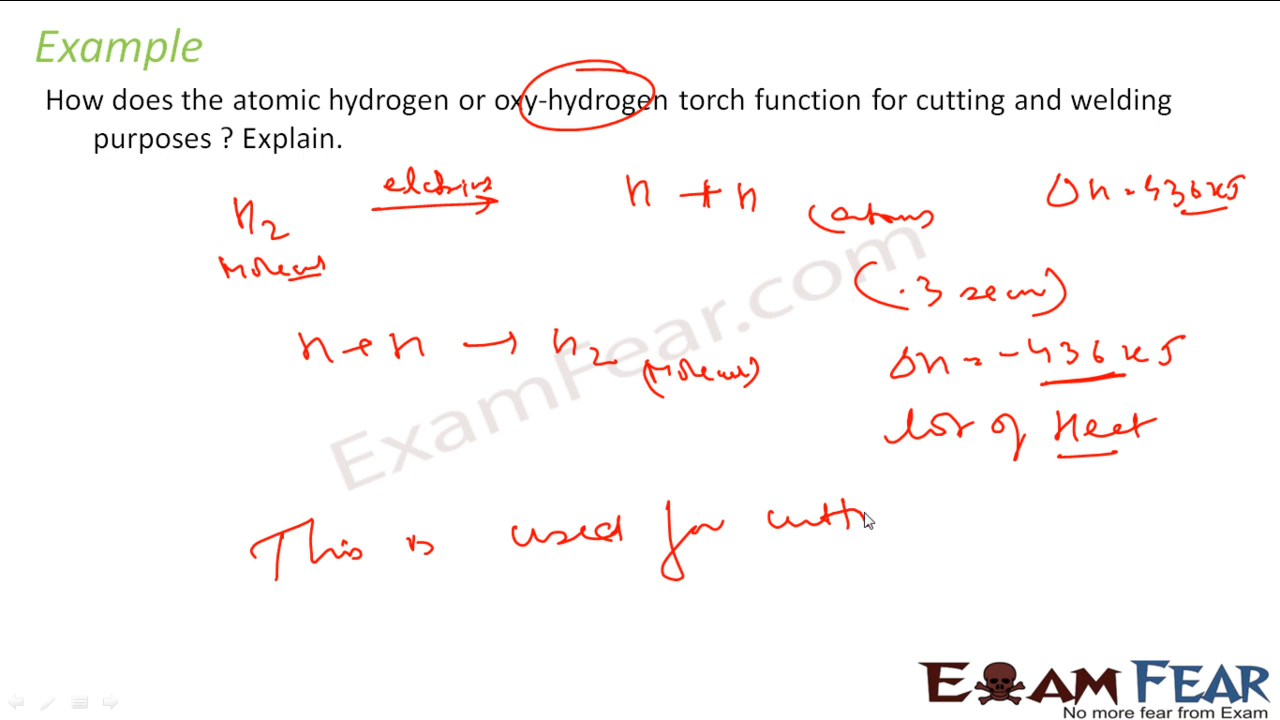 Example
How does the atomic hydrogen or oxy-hydrogen torch function for cutting and welding
purposes ? Explain.
H2 electric H + H (atoms ΔH = 436 KJ
Molecule
(.3 sec)
H + H → H2 (Molecule) ΔH = -436 KJ
lot of Heat
This is used for cutti
ExamFear.com
EXAM FEAR
No more fear from Exam